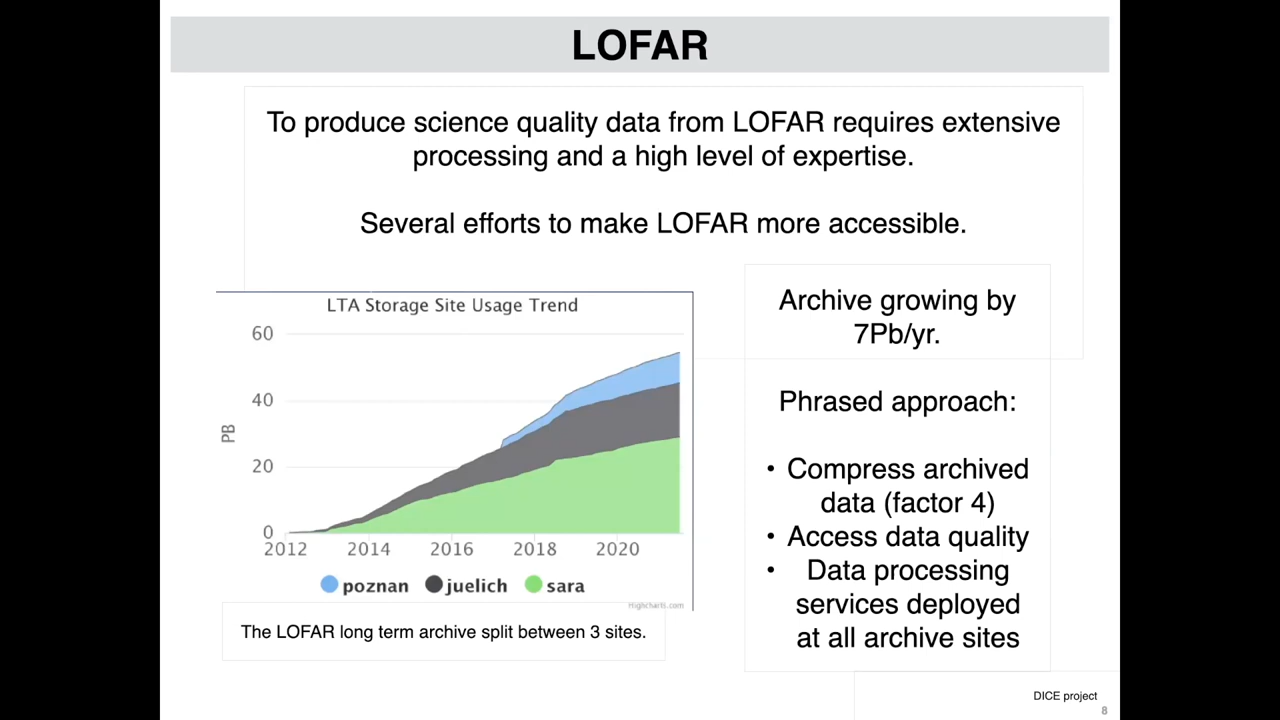 LOFAR
To produce science quality data from LOFAR requires extensive
processing and a high level of expertise.
Several efforts to make LOFAR more accessible.
LTA Storage Site Usage Trend
60
40
20
0
PB
2012 2014 2016 2018 2020
poznan juelich sara
Highcharts.com
The LOFAR long term archive split between 3 sites.
Archive growing by
7Pb/yr.
Phrased approach:
• Compress archived
data (factor 4)
• Access data quality
• Data processing
services deployed
at all archive sites
DICE project
8